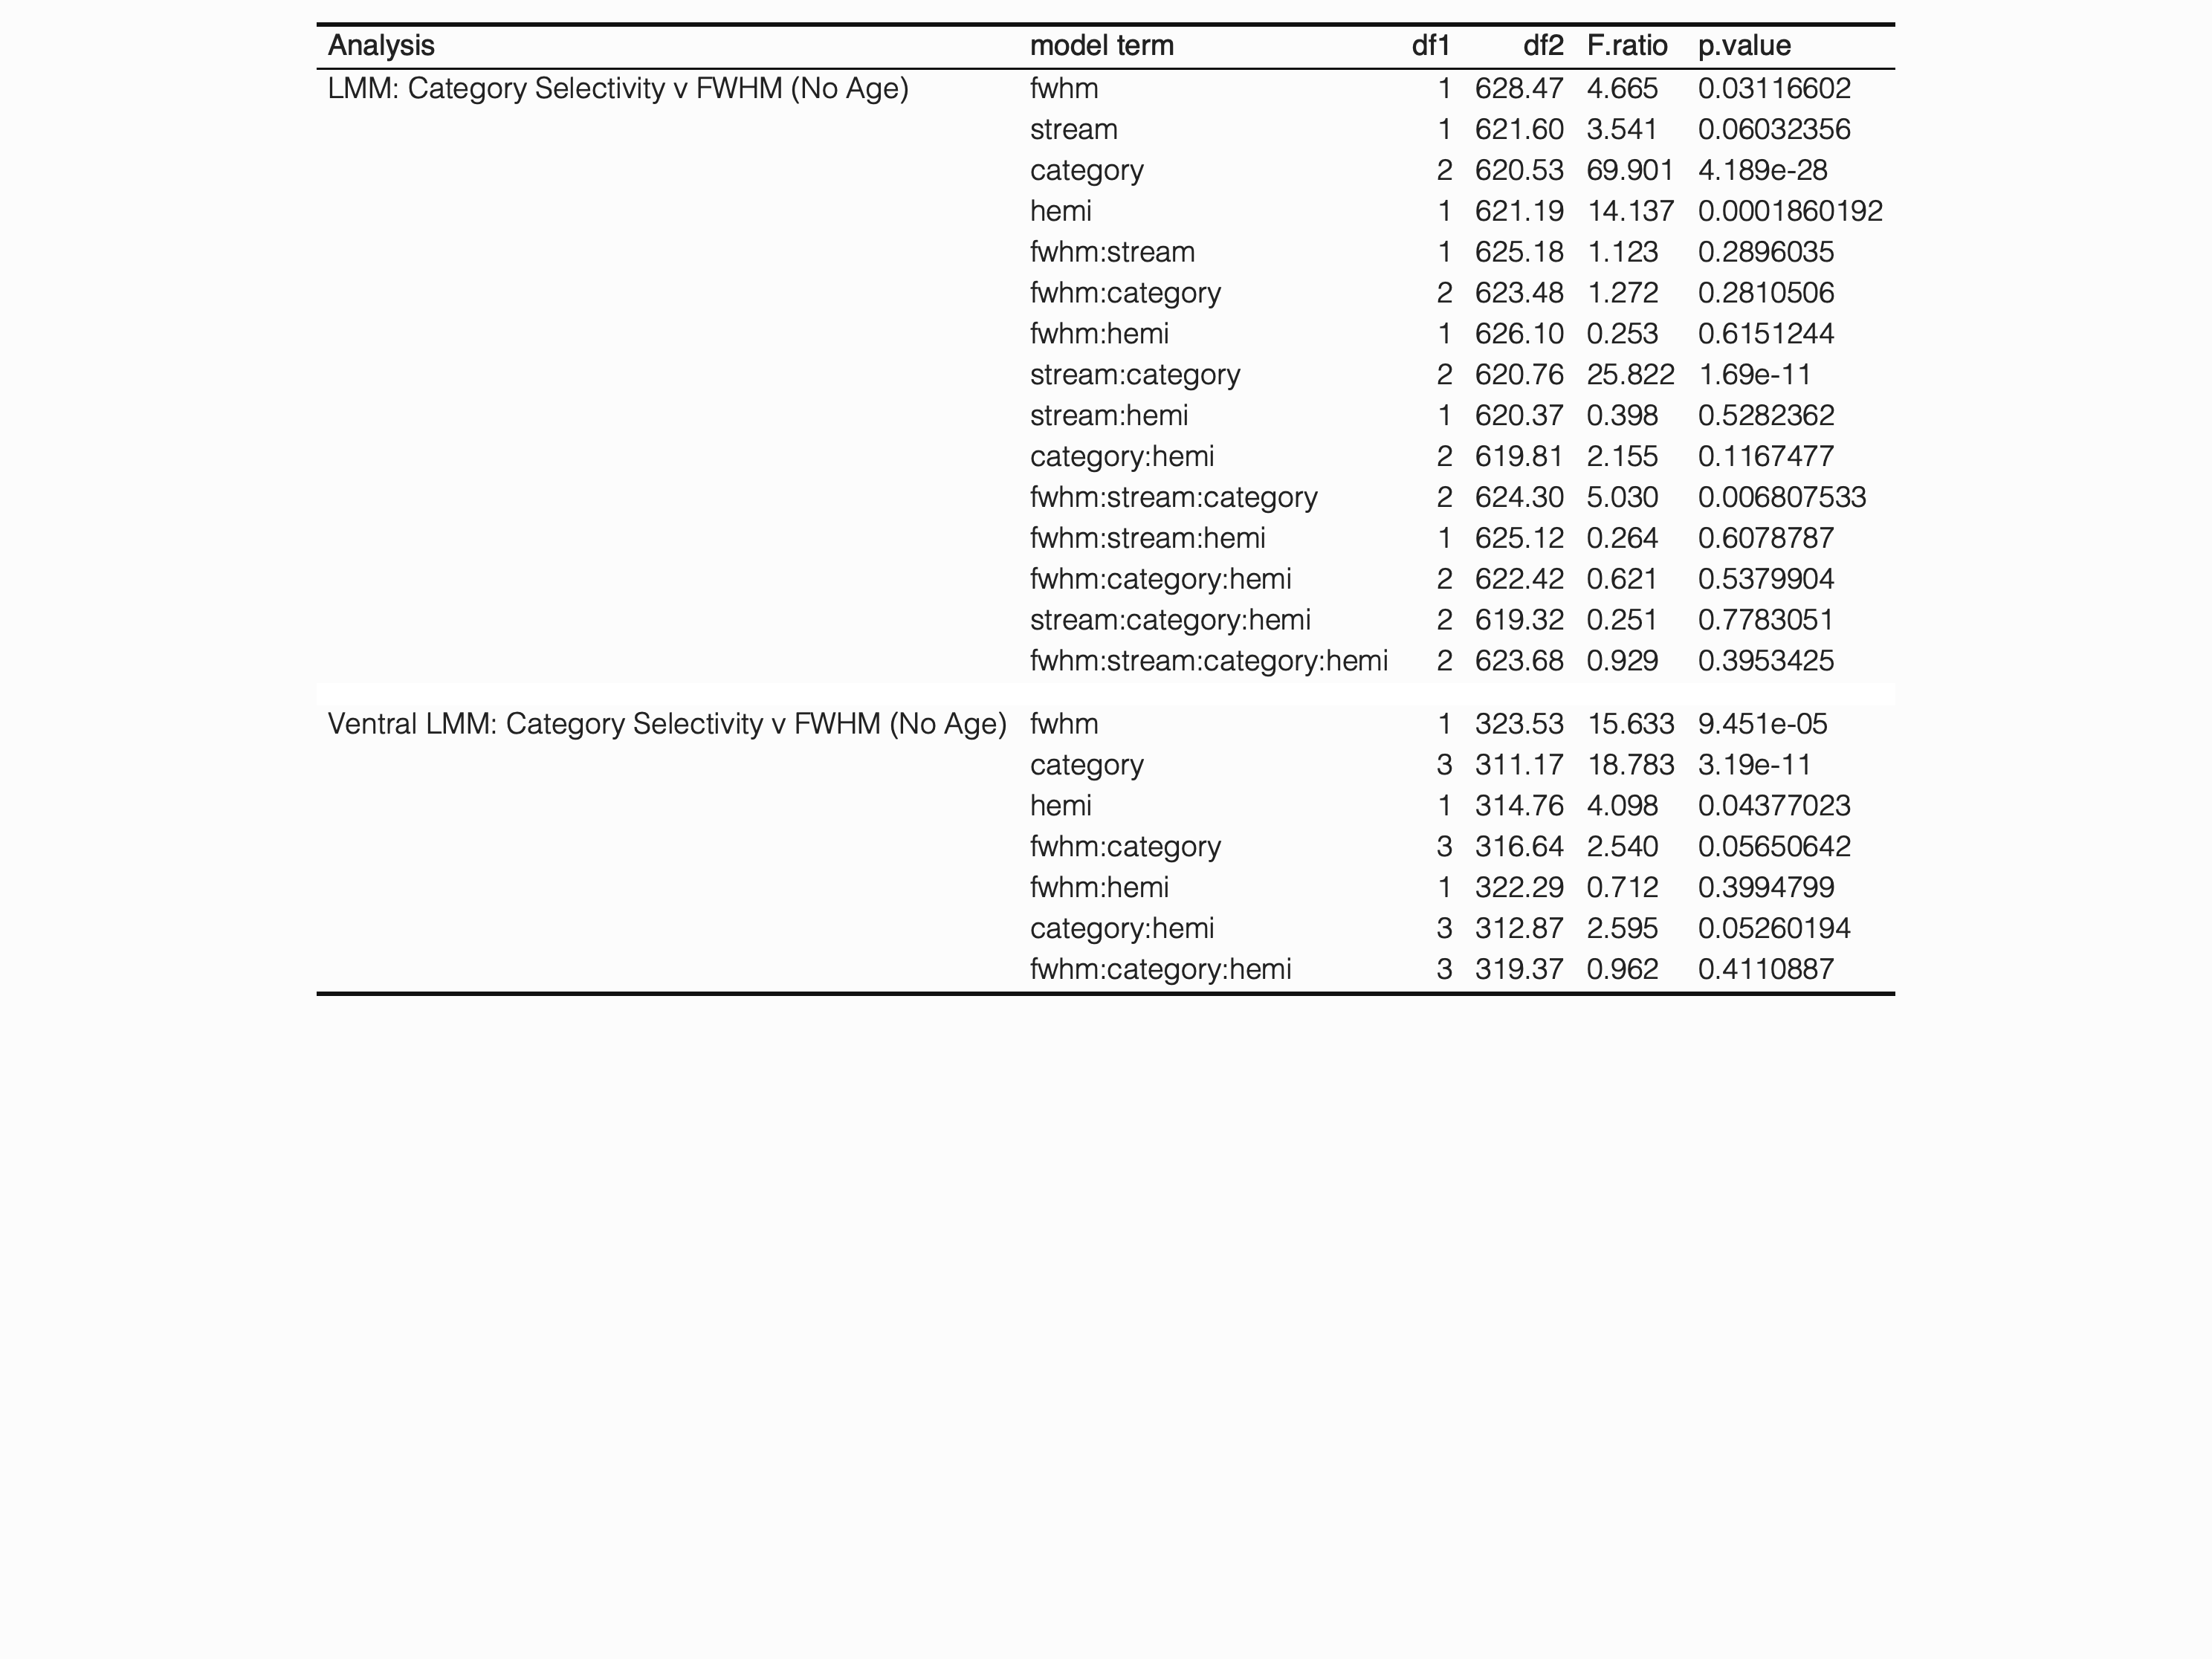 Analysis model term df1 df2 F.ratio p.value
LMM: Category Selectivity v FWHM (No Age) fwhm 1 628.47 4.665 0.03116602
stream 1 621.60 3.541 0.06032356
category 2 620.53 69.901 4.189e-28
hemi 1 621.19 14.137 0.0001860192
fwhm:stream 1 625.18 1.123 0.2896035
fwhm:category 2 623.48 1.272 0.2810506
fwhm:hemi 1 626.10 0.253 0.6151244
stream:category 2 620.76 25.822 1.69e-11
stream:hemi 1 620.37 0.398 0.5282362
category:hemi 2 619.81 2.155 0.1167477
fwhm:stream:category 2 624.30 5.030 0.006807533
fwhm:stream:hemi 1 625.12 0.264 0.6078787
fwhm:category:hemi 2 622.42 0.621 0.5379904
stream:category:hemi 2 619.32 0.251 0.7783051
fwhm:stream:category:hemi 2 623.68 0.929 0.3953425
Ventral LMM: Category Selectivity v FWHM (No Age) fwhm 1 323.53 15.633 9.451e-05
category 3 311.17 18.783 3.19e-11
hemi 1 314.76 4.098 0.04377023
fwhm:category 3 316.64 2.540 0.05650642
fwhm:hemi 1 322.29 0.712 0.3994799
category:hemi 3 312.87 2.595 0.05260194
fwhm:category:hemi 3 319.37 0.962 0.4110887